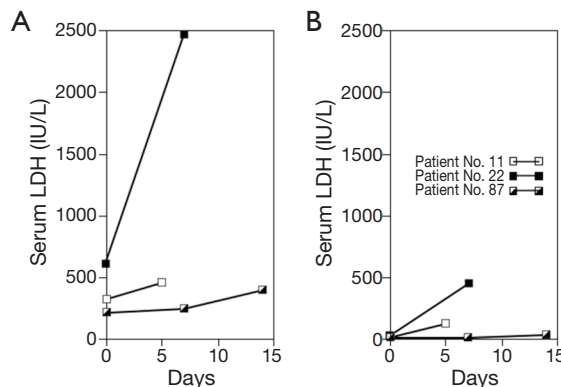 A
Serum LDH (IU/L)
2500
2000
1500
1000
500
0
0 5 10 15
Days
B
Serum LDH (IU/L)
2500
2000
1500
1000
500
0
Patient No. 11
Patient No. 22
Patient No. 87
0 5 10 15
Days